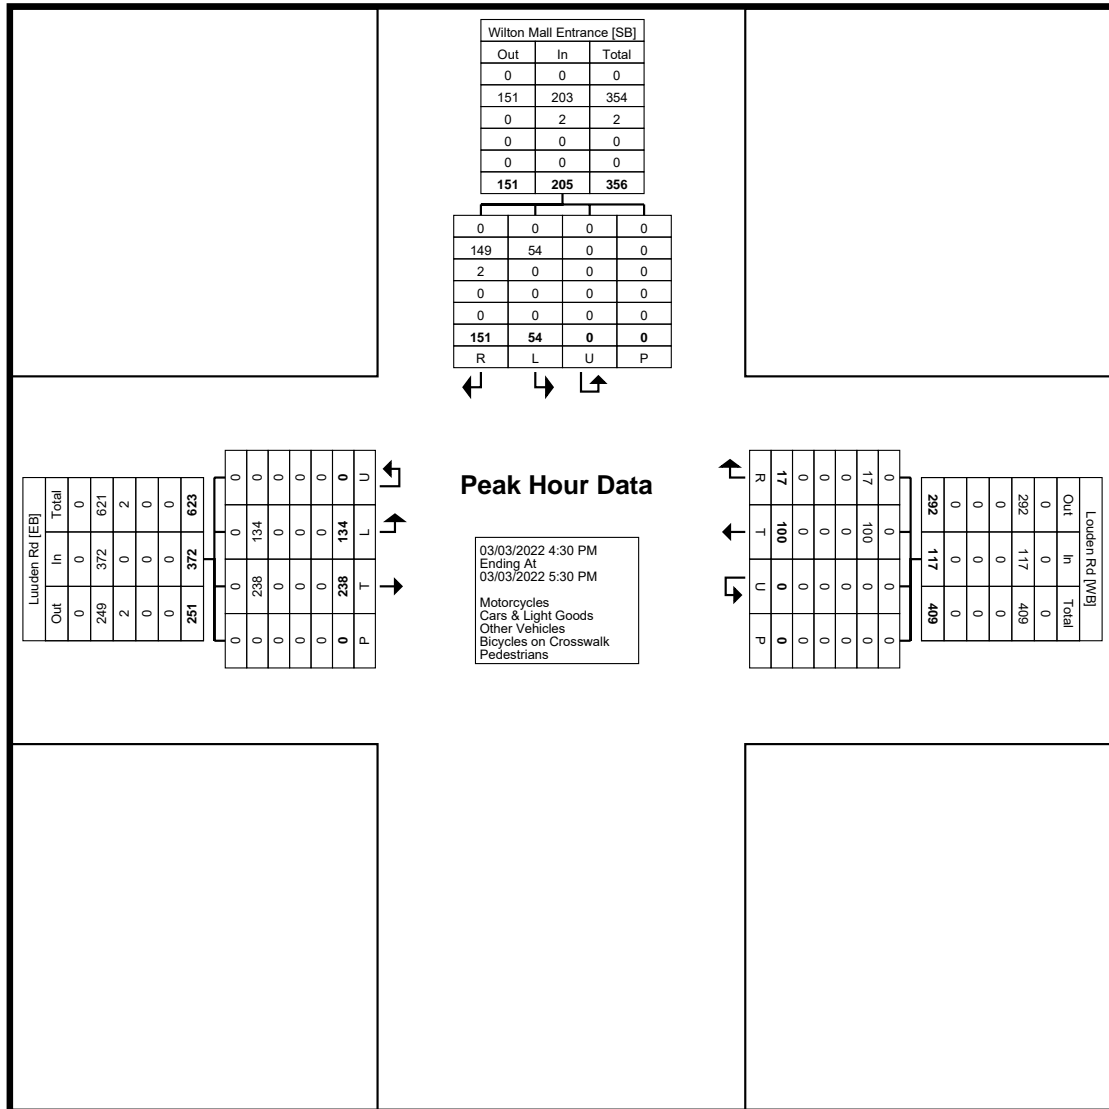 Wilton Mall Entrance [SB]
Out In Total
0 0 0
151 203 354
0 2 2
0 0 0
0 0 0
151 205 356
0 0 0 0
149 54 0 0
2 0 0 0
0 0 0 0
0 0 0 0
151 54 0 0
R L U P
Luuden Rd [EB]
Total 0 621 2 0 0 623
In 0 372 0 0 0 372
Out 0 249 2 0 0 251
0 0 0 0 0 0 U
0 134 0 0 0 134 L
0 238 0 0 0 238 T
0 0 0 0 0 0 P
Peak Hour Data
03/03/2022 4:30 PM
Ending At
03/03/2022 5:30 PM
Motorcycles
Cars & Light Goods
Other Vehicles
Bicycles on Crosswalk
Pedestrians
R 17 0 0 0 17 0
T 100 0 0 0 100 0
U 0 0 0 0 0 0
P 0 0 0 0 0 0
Louden Rd [WB]
Out In Total
0 0 0
292 117 409
0 0 0
0 0 0
0 0 0
292 117 409